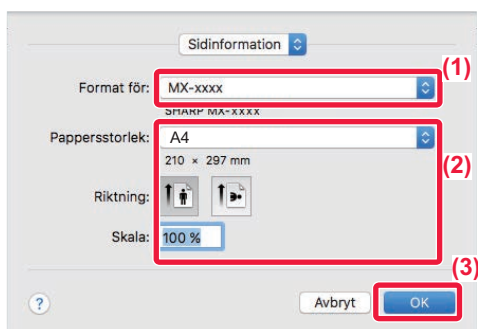 Sidinformation
(1)
Format för: MX-xxxx
SHARP MX-xxxx
Pappersstorlek: A4
210 × 297 mm
(2)
Riktning:
Skala: 100 %
(3)
? Avbryt OK